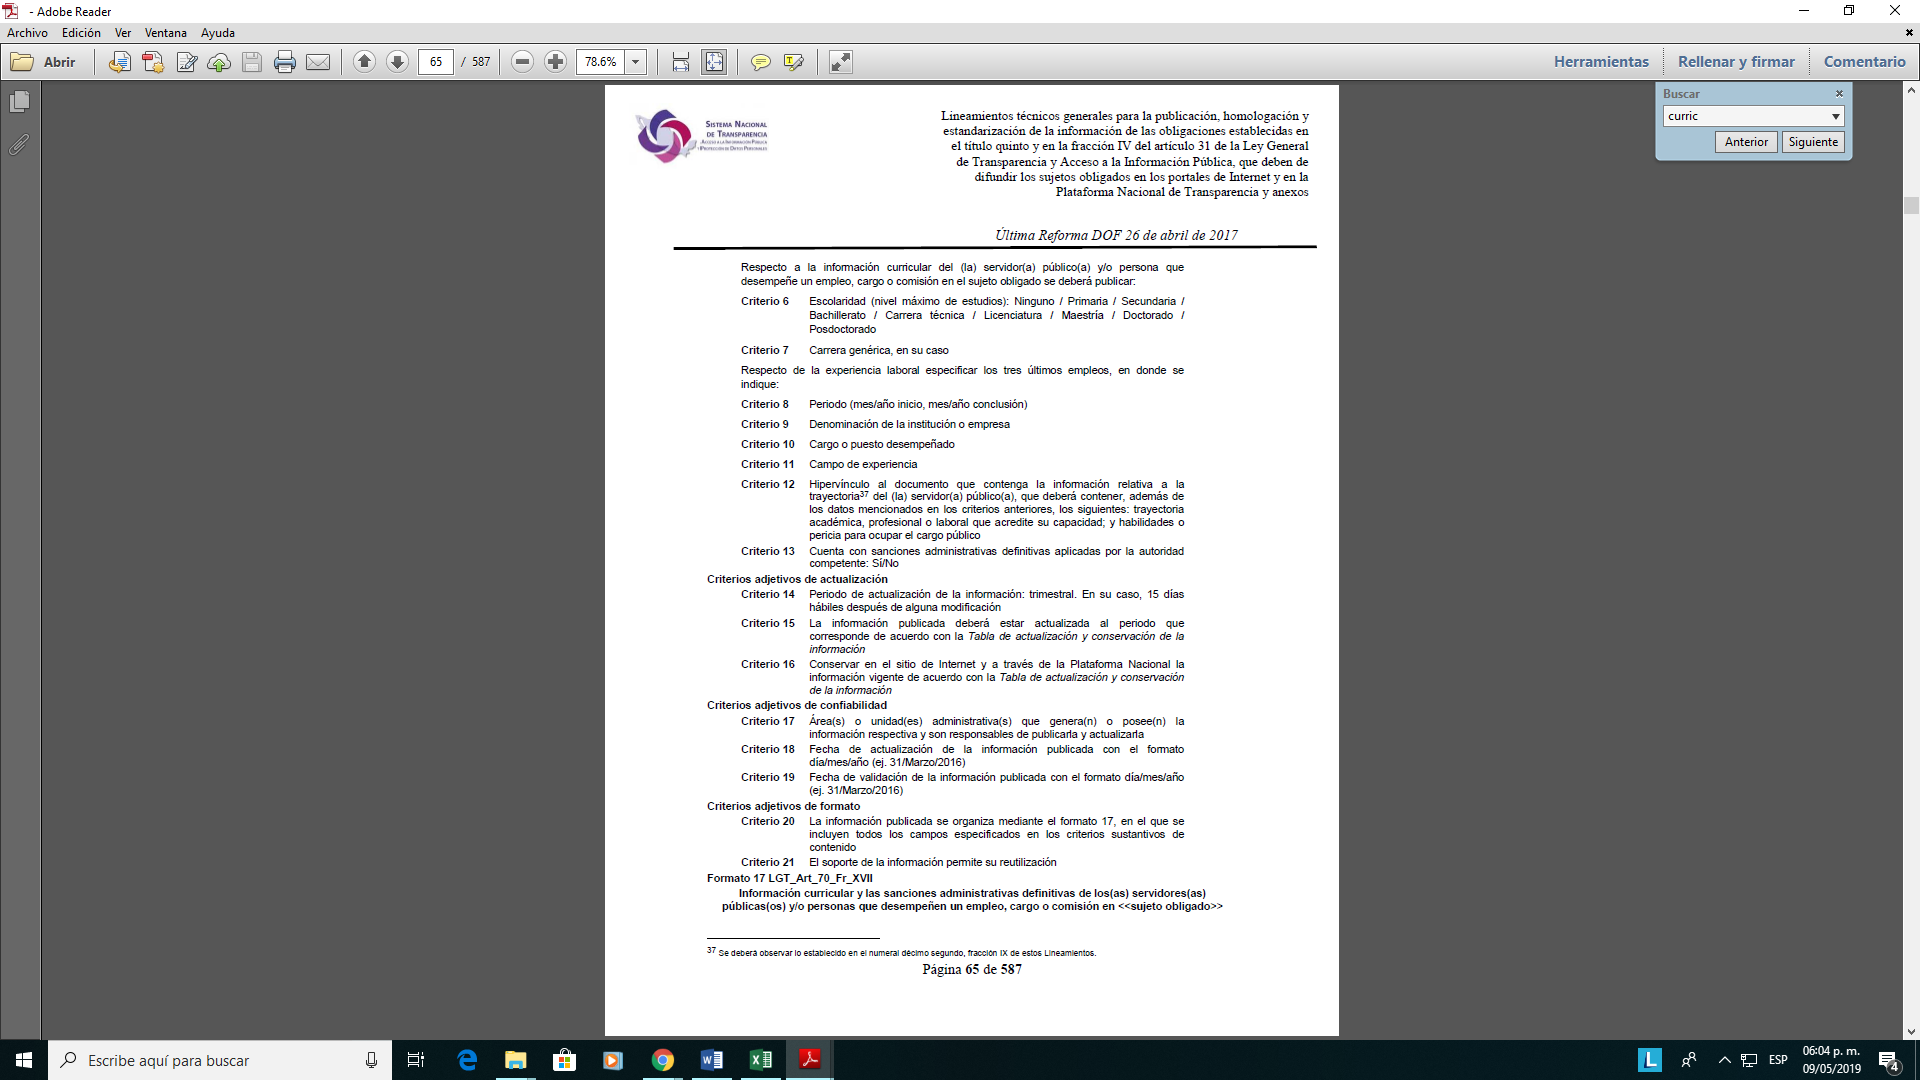 - Adobe Reader
Archivo Edición Ver Ventana Ayuda
Abrir 65 / 587 78.6% Herramientas Rellenar y firmar Comentario
Buscar
curric
Anterior Siguiente
SISTEMA NACIONAL
DE TRANSPARENCIA
ACCESO A LA INFORMACIÓN PÚBLICA
Y PROTECCIÓN DE DATOS PERSONALES
Lineamientos técnicos generales para la publicación, homologación y
estandarización de la información de las obligaciones establecidas en
el título quinto y en la fracción IV del artículo 31 de la Ley General
de Transparencia y Acceso a la Información Pública, que deben de
difundir los sujetos obligados en los portales de Internet y en la
Plataforma Nacional de Transparencia y anexos
Última Reforma DOF 26 de abril de 2017
Respecto a la información curricular del (la) servidor(a) público(a) y/o persona que
desempeñe un empleo, cargo o comisión en el sujeto obligado se deberá publicar:
Criterio 6 Escolaridad (nivel máximo de estudios): Ninguno / Primaria / Secundaria /
Bachillerato / Carrera técnica / Licenciatura / Maestría / Doctorado /
Posdoctorado
Criterio 7 Carrera genérica, en su caso
Respecto de la experiencia laboral especificar los tres últimos empleos, en donde se
indique:
Criterio 8 Periodo (mes/año inicio, mes/año conclusión)
Criterio 9 Denominación de la institución o empresa
Criterio 10 Cargo o puesto desempeñado
Criterio 11 Campo de experiencia
Criterio 12 Hipervínculo al documento que contenga la información relativa a la
trayectoria37 del (la) servidor(a) público(a), que deberá contener, además de
los datos mencionados en los criterios anteriores, los siguientes: trayectoria
académica, profesional o laboral que acredite su capacidad; y habilidades o
pericia para ocupar el cargo público
Criterio 13 Cuenta con sanciones administrativas definitivas aplicadas por la autoridad
competente: Sí/No
Criterios adjetivos de actualización
Criterio 14 Periodo de actualización de la información: trimestral. En su caso, 15 días
hábiles después de alguna modificación
Criterio 15 La información publicada deberá estar actualizada al periodo que
corresponde de acuerdo con la Tabla de actualización y conservación de la
información
Criterio 16 Conservar en el sitio de Internet y a través de la Plataforma Nacional la
información vigente de acuerdo con la Tabla de actualización y conservación
de la información
Criterios adjetivos de confiabilidad
Criterio 17 Área(s) o unidad(es) administrativa(s) que genera(n) o posee(n) la
información respectiva y son responsables de publicarla y actualizarla
Criterio 18 Fecha de actualización de la información publicada con el formato
día/mes/año (ej. 31/Marzo/2016)
Criterio 19 Fecha de validación de la información publicada con el formato día/mes/año
(ej. 31/Marzo/2016)
Criterios adjetivos de formato
Criterio 20 La información publicada se organiza mediante el formato 17, en el que se
incluyen todos los campos especificados en los criterios sustantivos de
contenido
Criterio 21 El soporte de la información permite su reutilización
Formato 17 LGT_Art_70_Fr_XVII
Información curricular y las sanciones administrativas definitivas de los(as) servidores(as)
públicas(os) y/o personas que desempeñen un empleo, cargo o comisión en <<sujeto obligado>>
37 Se deberá observar lo establecido en el numeral décimo segundo, fracción IX de estos Lineamientos.
Página 65 de 587
Escribe aquí para buscar
L ESP 06:04 p. m.
09/05/2019
4